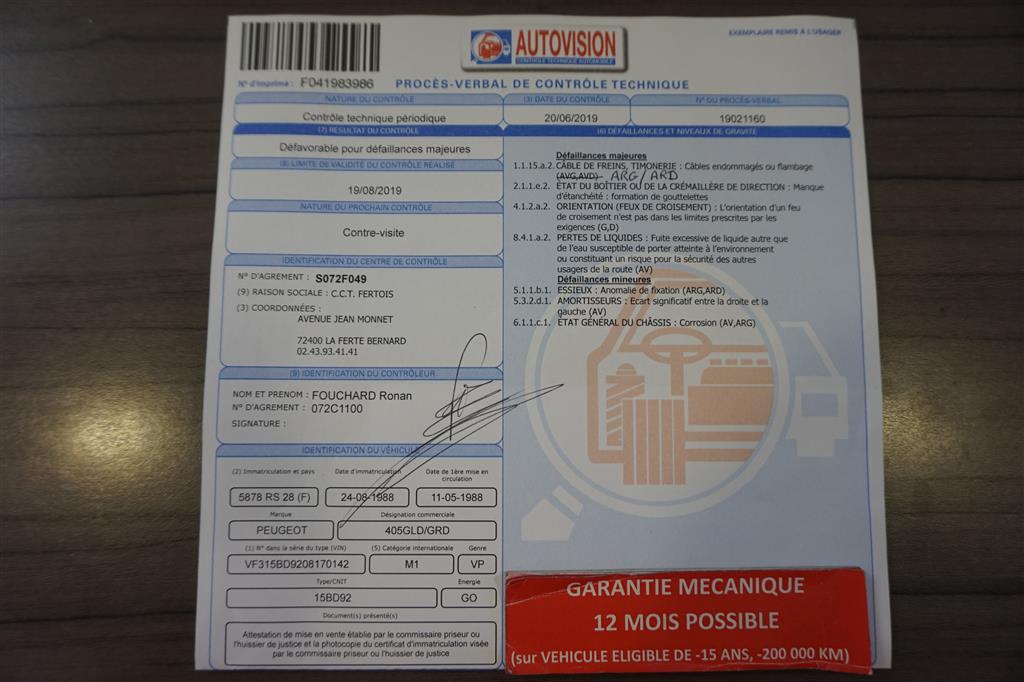 EXEMPLAIRE REMIS À L'USAGER
AUTOVISION
CONTRÔLE TECHNIQUE AUTOMOBILE
N° d'imprimé : F041983986
PROCÈS-VERBAL DE CONTRÔLE TECHNIQUE
NATURE DU CONTRÔLE
Contrôle technique périodique
(3) DATE DU CONTRÔLE
20/06/2019
N° DU PROCÈS-VERBAL
19021160
(7) RÉSULTAT DU CONTRÔLE
Défavorable pour défaillances majeures
(8) LIMITE DE VALIDITÉ DU CONTRÔLE RÉALISÉ
19/08/2019
NATURE DU PROCHAIN CONTRÔLE
Contre-visite
IDENTIFICATION DU CENTRE DE CONTRÔLE
N° D'AGREMENT : S072F049
(9) RAISON SOCIALE : C.C.T. FERTOIS
(3) COORDONNÉES :
AVENUE JEAN MONNET
72400 LA FERTE BERNARD
02.43.93.41.41
(9) IDENTIFICATION DU CONTRÔLEUR
NOM ET PRENOM : FOUCHARD Ronan
N° D'AGREMENT : 072C1100
SIGNATURE :
IDENTIFICATION DU VÉHICULE
(2) Immatriculation et pays
Date d'immatriculation
Date de 1ère mise en
circulation
5878 RS 28 (F)
24-08-1988
11-05-1988
Marque
Désignation commerciale
PEUGEOT
405GLD/GRD
(1) N° dans la série du type (VIN)
(5) Catégorie internationale
Genre
VF315BD9208170142
M1
VP
Type/CNIT
Energie
15BD92
GO
Document(s) présenté(s)
Attestation de mise en vente établie par le commissaire priseur ou
l'huissier de justice et la photocopie du certificat d'immatriculation visée
par le commissaire priseur ou l'huissier de justice
(6) DÉFAILLANCES ET NIVEAUX DE GRAVITÉ
Défaillances majeures
1.1.15.a.2. CÂBLE DE FREINS, TIMONERIE : Câbles endommagés ou flambage
(AVG,AVD) ARG/ARD
2.1.1.e.2. ÉTAT DU BOÎTIER OU DE LA CRÉMAILLÈRE DE DIRECTION : Manque
d'étanchéité : formation de gouttelettes
4.1.2.a.2. ORIENTATION (FEUX DE CROISEMENT) : L'orientation d'un feu
de croisement n'est pas dans les limites prescrites par les
exigences (G,D)
8.4.1.a.2. PERTES DE LIQUIDES : Fuite excessive de liquide autre que
de l'eau susceptible de porter atteinte à l'environnement
ou constituant un risque pour la sécurité des autres
usagers de la route (AV)
Défaillances mineures
5.1.1.b.1. ESSIEUX : Anomalie de fixation (ARG,ARD)
5.3.2.d.1. AMORTISSEURS : Ecart significatif entre la droite et la
gauche (AV)
6.1.1.c.1. ETAT GÉNÉRAL DU CHÂSSIS : Corrosion (AV,ARG)
GARANTIE MECANIQUE
12 MOIS POSSIBLE
(sur VEHICULE ELIGIBLE DE -15 ANS, -200 000 KM)